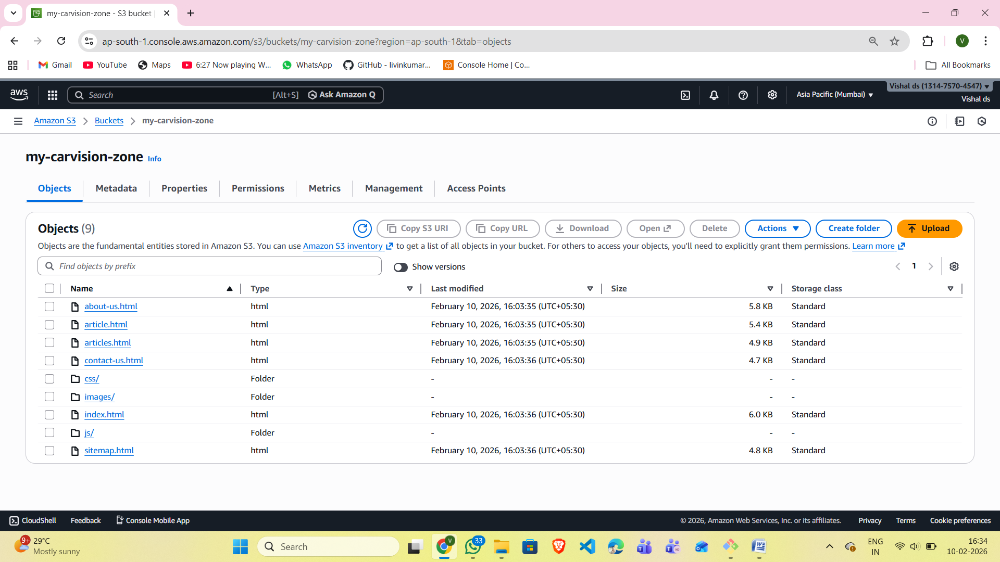 my-carvision-zone - S3 bucket
ap-south-1.console.aws.amazon.com/s3/buckets/my-carvision-zone?region=ap-south-1&tab=objects
V
Gmail YouTube Maps 6:27 Now playing W... WhatsApp GitHub - livinkumar... Console Home | Co... All Bookmarks
aws Search [Alt+S] Ask Amazon Q Asia Pacific (Mumbai) Vishal ds (1314-7570-4547)
Vishal ds
Amazon S3 Buckets my-carvision-zone
my-carvision-zone Info
Objects Metadata Properties Permissions Metrics Management Access Points
Objects (9) Copy S3 URI Copy URL Download Open Delete Actions Create folder Upload
Objects are the fundamental entities stored in Amazon S3. You can use Amazon S3 inventory to get a list of all objects in your bucket. For others to access your objects, you'll need to explicitly grant them permissions. Learn more
Find objects by prefix Show versions 1
Name Type Last modified Size Storage class
about-us.html html February 10, 2026, 16:03:35 (UTC+05:30) 5.8 KB Standard
article.html html February 10, 2026, 16:03:35 (UTC+05:30) 5.4 KB Standard
articles.html html February 10, 2026, 16:03:35 (UTC+05:30) 4.9 KB Standard
contact-us.html html February 10, 2026, 16:03:36 (UTC+05:30) 4.7 KB Standard
css/ Folder - - -
images/ Folder - - -
index.html html February 10, 2026, 16:03:36 (UTC+05:30) 6.0 KB Standard
js/ Folder - - -
sitemap.html html February 10, 2026, 16:03:36 (UTC+05:30) 4.8 KB Standard
CloudShell Feedback Console Mobile App © 2026, Amazon Web Services, Inc. or its affiliates. Privacy Terms Cookie preferences
9+ 29°C
Mostly sunny
Search
V
33
ENG
IN
16:34
10-02-2026